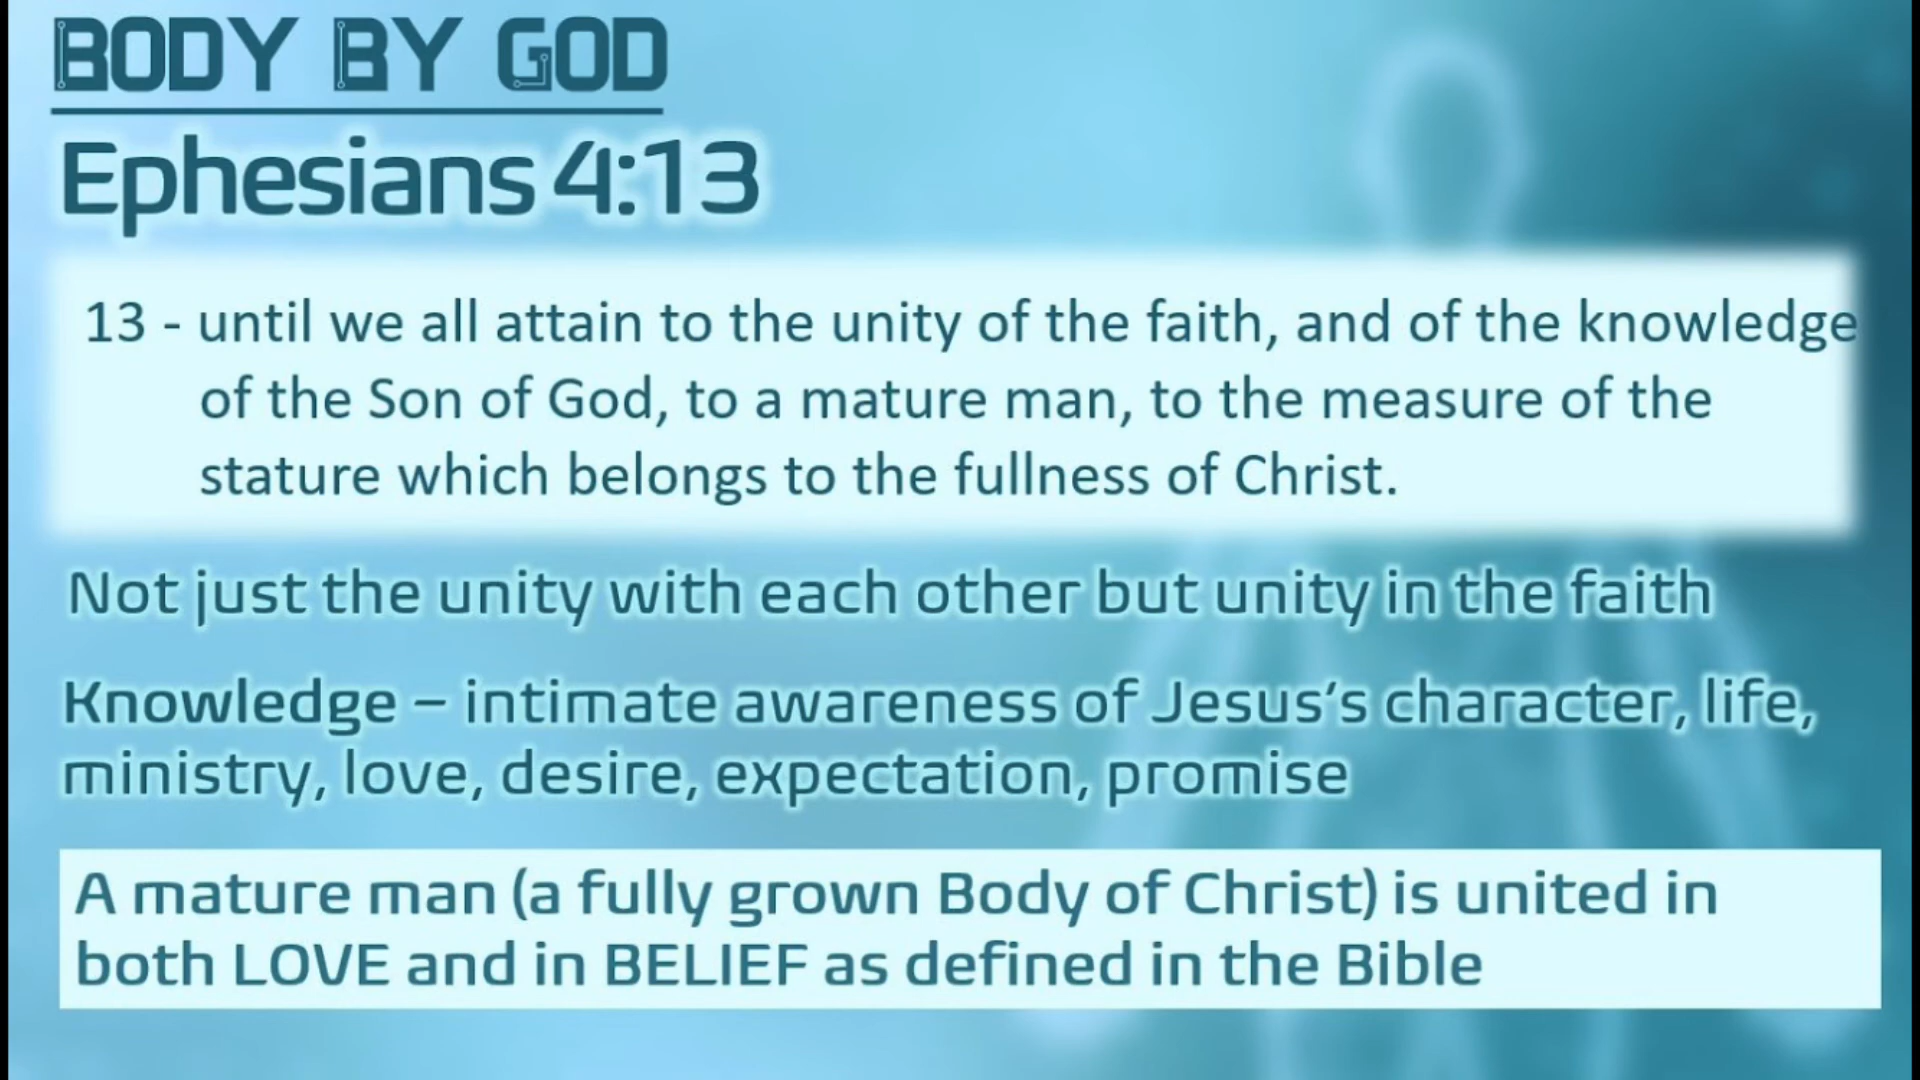 BODY BY GOD
Ephesians 4:13
13 - until we all attain to the unity of the faith, and of the knowledge
of the Son of God, to a mature man, to the measure of the
stature which belongs to the fullness of Christ.
Not just the unity with each other but unity in the faith
Knowledge – intimate awareness of Jesus's character, life,
ministry, love, desire, expectation, promise
A mature man (a fully grown Body of Christ) is united in
both LOVE and in BELIEF as defined in the Bible